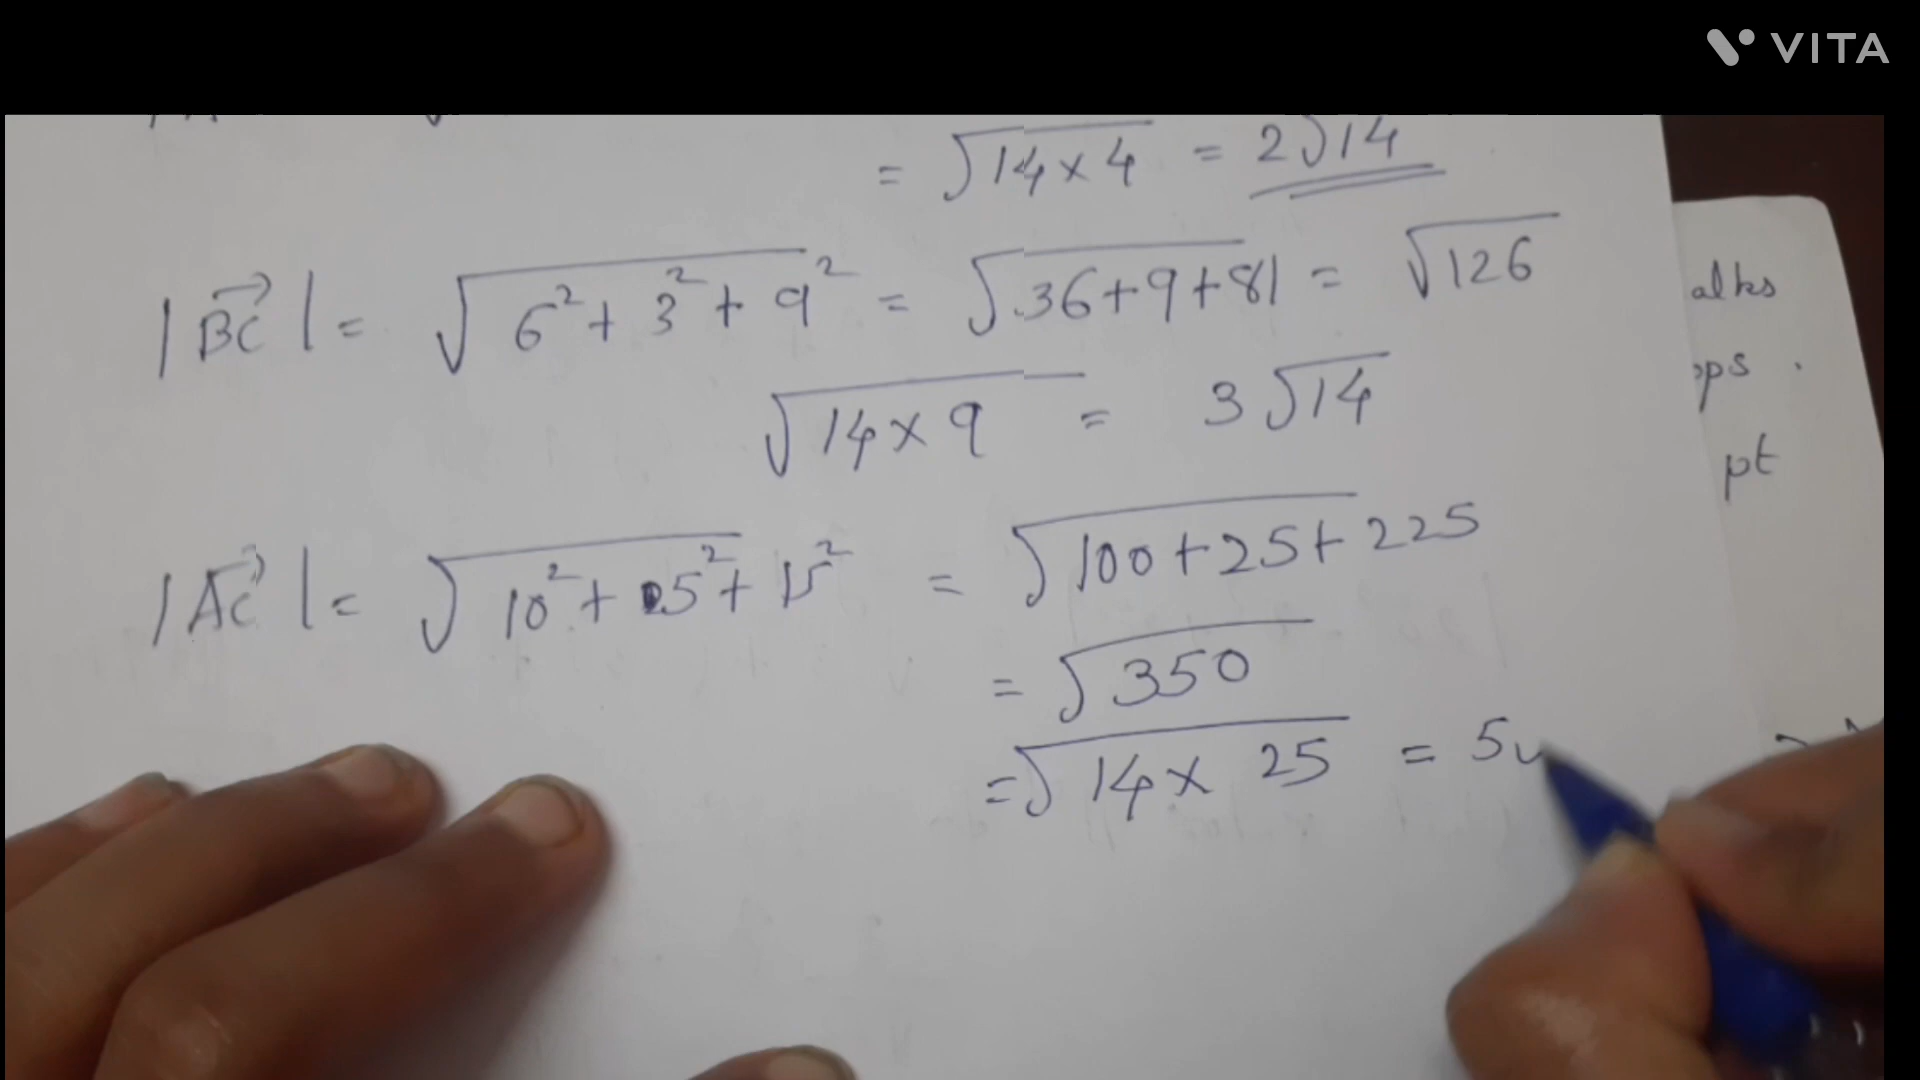 VITA
= √14 × 4 = 2√14
|BC→| = √6² + 3² + 9² = √36+9+81 = √126
√14 × 9 = 3√14
|AC→| = √10² + 5² + 15² = √100+25+225
= √350
= √14 × 25 = 5
alks
ops .
pt